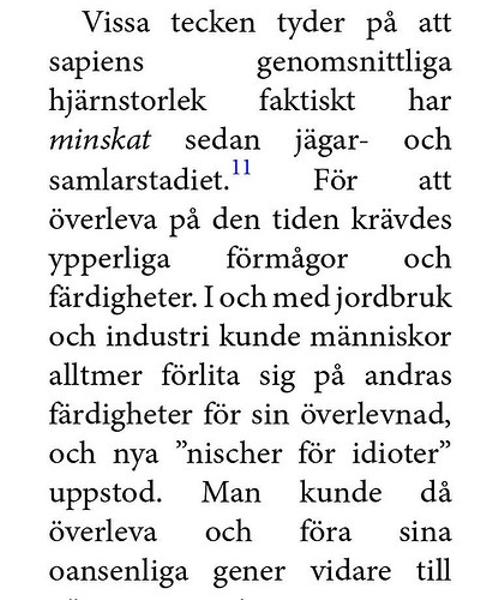 Vissa tecken tyder på att
sapiens genomsnittliga
hjärnstorlek faktiskt har
minskat sedan jägar- och
samlarstadiet.11 För att
överleva på den tiden krävdes
ypperliga förmågor och
färdigheter. I och med jordbruk
och industri kunde människor
alltmer förlita sig på andras
färdigheter för sin överlevnad,
och nya ”nischer för idioter”
uppstod. Man kunde då
överleva och föra sina
oansenliga gener vidare till